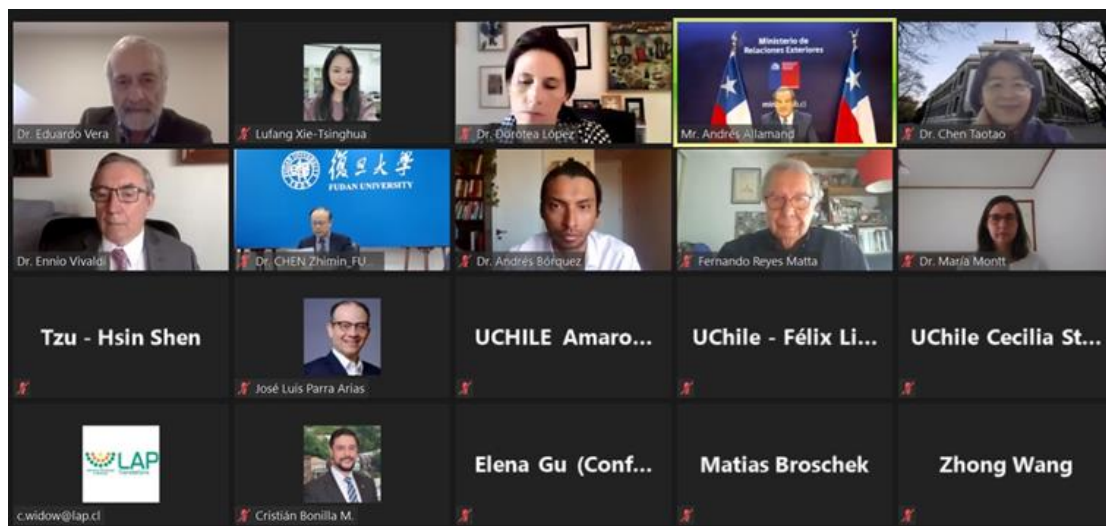 Dr. Eduardo Vera
Lufang Xie-Tsinghua
Dr. Dorotea López
Ministerio de
Relaciones Exteriores
Mr. Andrés Allamand
Dr. Chen Taotao
Dr. Ennio Vivaldi
復旦大學
FUDAN UNIVERSITY
Dr. CHEN Zhimin_FU
Dr. Andrés Bórquez
Fernando Reyes Matta
Dr. María Montt
Tzu - Hsin Shen
José Luis Parra Arias
UCHILE Amaro...
UChile - Félix Li...
UChile Cecilia St...
LAP
c.widow@lap.cl
Cristián Bonilla M.
Elena Gu (Conf...
Matias Broschek
Zhong Wang